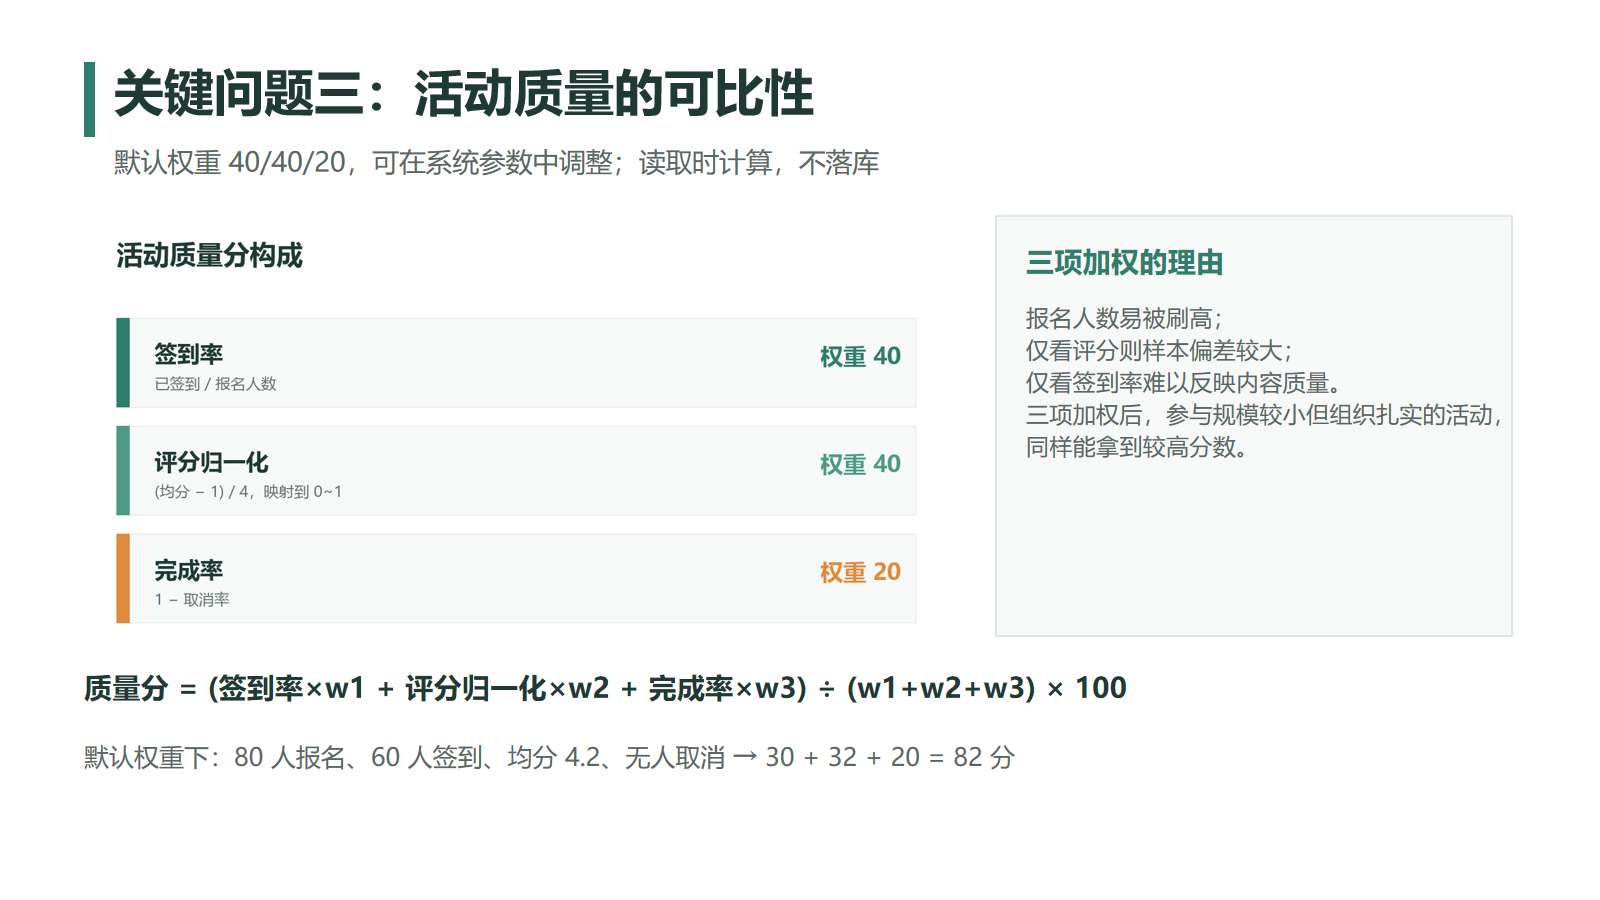 关键问题三：活动质量的可比性
默认权重 40/40/20，可在系统参数中调整；读取时计算，不落库
活动质量分构成
签到率
已签到 / 报名人数
权重 40
评分归一化
(均分 − 1) / 4，映射到 0~1
权重 40
完成率
1 − 取消率
权重 20
三项加权的理由
报名人数易被刷高；
仅看评分则样本偏差较大；
仅看签到率难以反映内容质量。
三项加权后，参与规模较小但组织扎实的活动，
同样能拿到较高分数。
质量分 = (签到率×w1 + 评分归一化×w2 + 完成率×w3) ÷ (w1+w2+w3) × 100
默认权重下：80 人报名、60 人签到、均分 4.2、无人取消 → 30 + 32 + 20 = 82 分